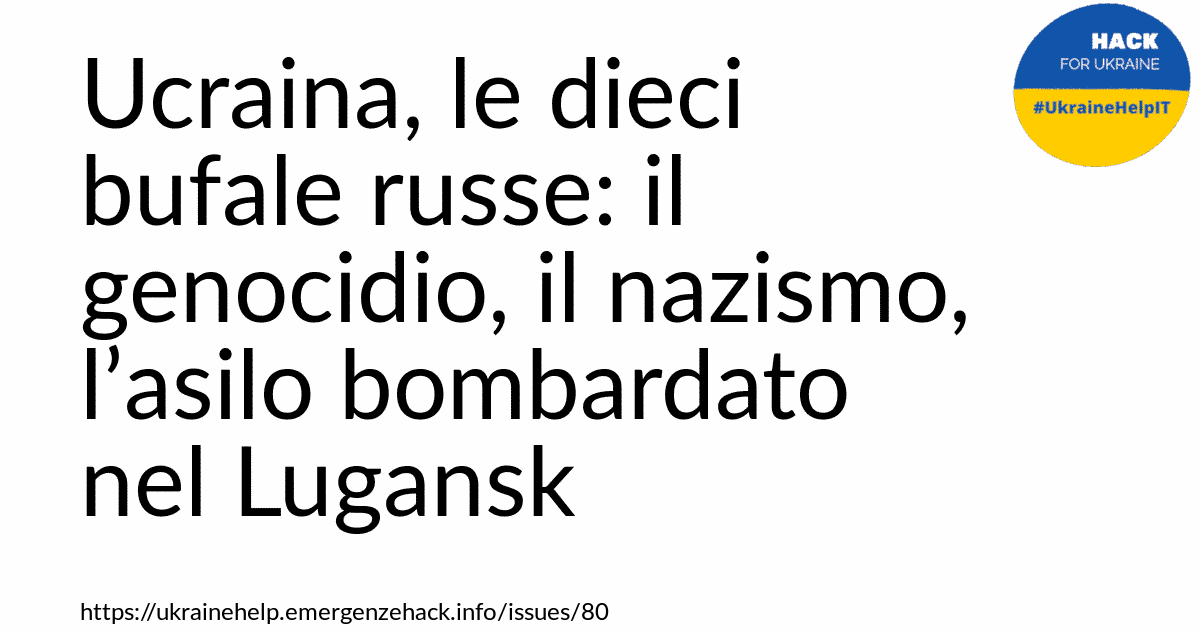 Ucraina, le dieci
bufale russe: il
genocidio, il nazismo,
l’asilo bombardato
nel Lugansk
https://ukrainehelp.emergenzehack.info/issues/80
HACK
FOR UKRAINE
#UkraineHelpIT